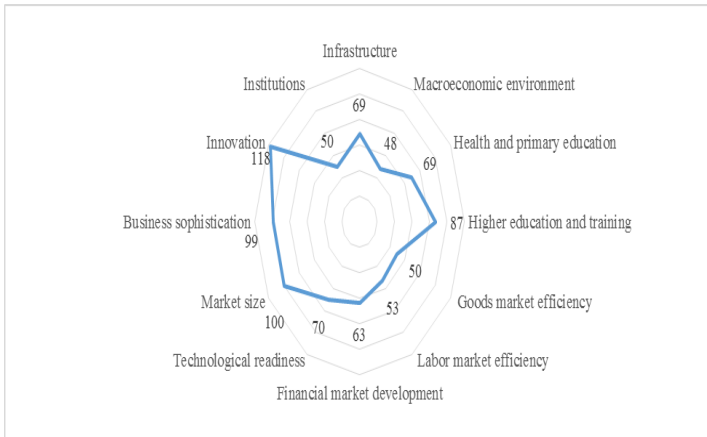 Infrastructure
Institutions
Macroeconomic environment
69
50
48
Innovation
118
Health and primary education
69
Business sophistication
99
87
Higher education and training
50
Market size
100
Goods market efficiency
70
53
63
Technological readiness
Labor market efficiency
Financial market development